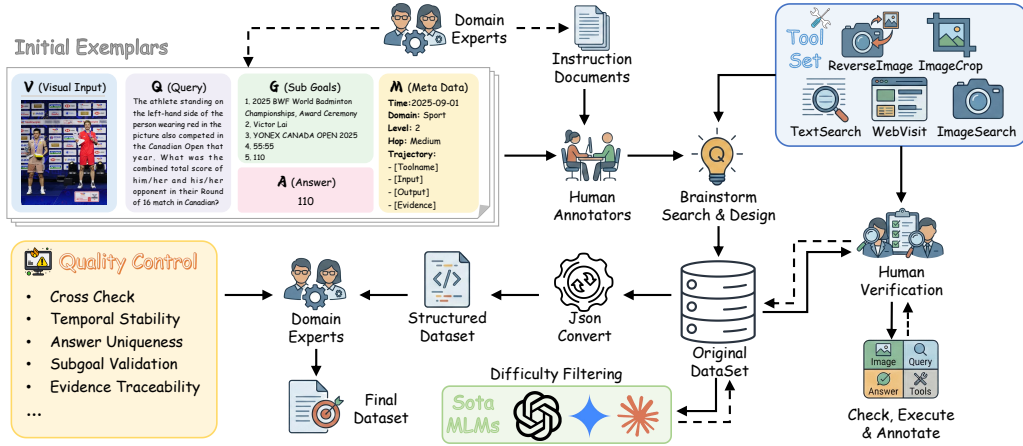 Initial Exemplars
Domain
Experts
Instruction
Documents
V (Visual Input)
Q (Query)
The athlete standing on
the left-hand side of the
person wearing red in the
picture also competed in
the Canadian Open that
year. What was the
combined total score of
him/her and his/her
opponent in their Round
of 16 match in Canadian?
G (Sub Goals)
1. 2025 BWF World Badminton
Championships, Award Ceremony
2. Victor Lai
3. YONEX CANADA OPEN 2025
4. 55:55
5. 110
A (Answer)
110
M (Meta Data)
Time:2025-09-01
Domain: Sport
Level: 2
Hop: Medium
Trajectory:
- [Toolname]
- [Input]
- [Output]
- [Evidence]
Human
Annotators
Q
Brainstorm
Search & Design
Tool
Set
ReverseImage
ImageCrop
TextSearch
WebVisit
ImageSearch
Human
Verification
Image
Query
Answer
Tools
Check, Execute
& Annotate
Original
DataSet
Json
Convert
Structured
Dataset
Domain
Experts
Final
Dataset
Quality Control
• Cross Check
• Temporal Stability
• Answer Uniqueness
• Subgoal Validation
• Evidence Traceability
...
Difficulty Filtering
Sota
MLMs